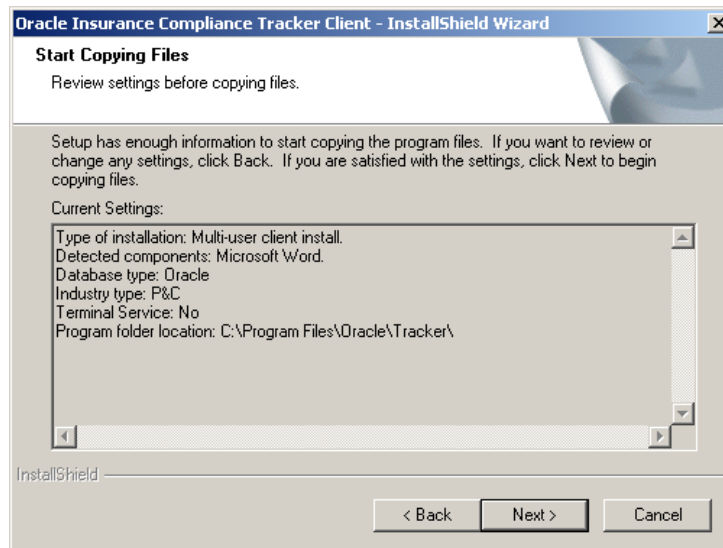 Oracle Insurance Compliance Tracker Client - InstallShield Wizard
Start Copying Files
Review settings before copying files.
Setup has enough information to start copying the program files.  If you want to review or
change any settings, click Back.  If you are satisfied with the settings, click Next to begin
copying files.
Current Settings:
Type of installation: Multi-user client install.
Detected components: Microsoft Word.
Database type: Oracle
Industry type: P&C
Terminal Service: No
Program folder location: C:\Program Files\Oracle\Tracker\
InstallShield
< Back
Next >
Cancel